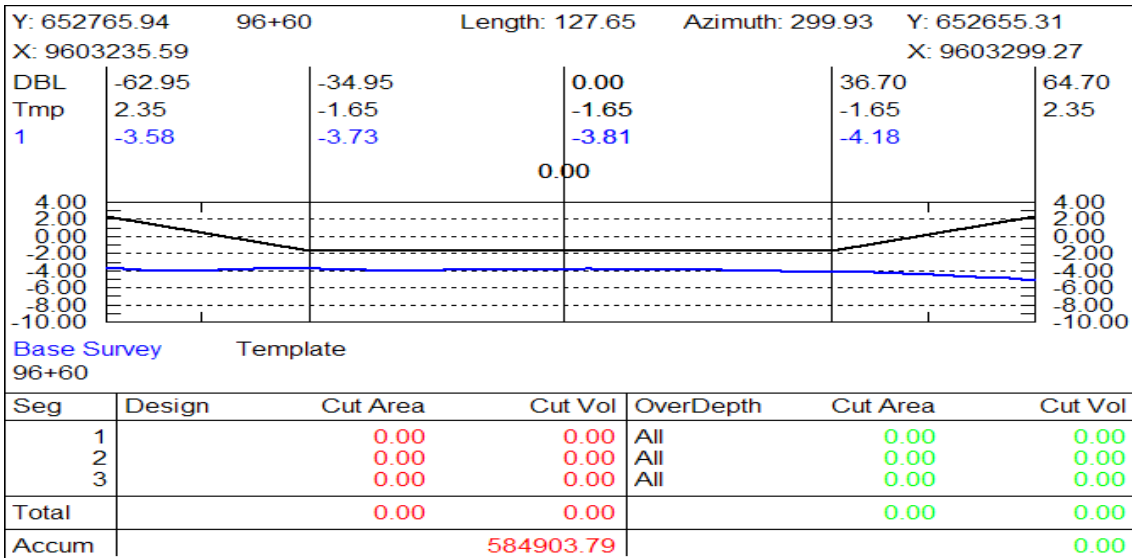 Y: 652765.94 96+60 Length: 127.65 Azimuth: 299.93 Y: 652655.31
X: 9603235.59 X: 9603299.27
DBL -62.95 -34.95 0.00 36.70 64.70
Tmp 2.35 -1.65 -1.65 -1.65 2.35
1 -3.58 -3.73 -3.81 -4.18
0.00
4.00 4.00
2.00 2.00
0.00 0.00
-2.00 -2.00
-4.00 -4.00
-6.00 -6.00
-8.00 -8.00
-10.00 -10.00
Base Survey Template
96+60
Seg Design Cut Area Cut Vol OverDepth Cut Area Cut Vol
1 0.00 0.00 All 0.00 0.00
2 0.00 0.00 All 0.00 0.00
3 0.00 0.00 All 0.00 0.00
Total 0.00 0.00 0.00 0.00
Accum 584903.79 0.00